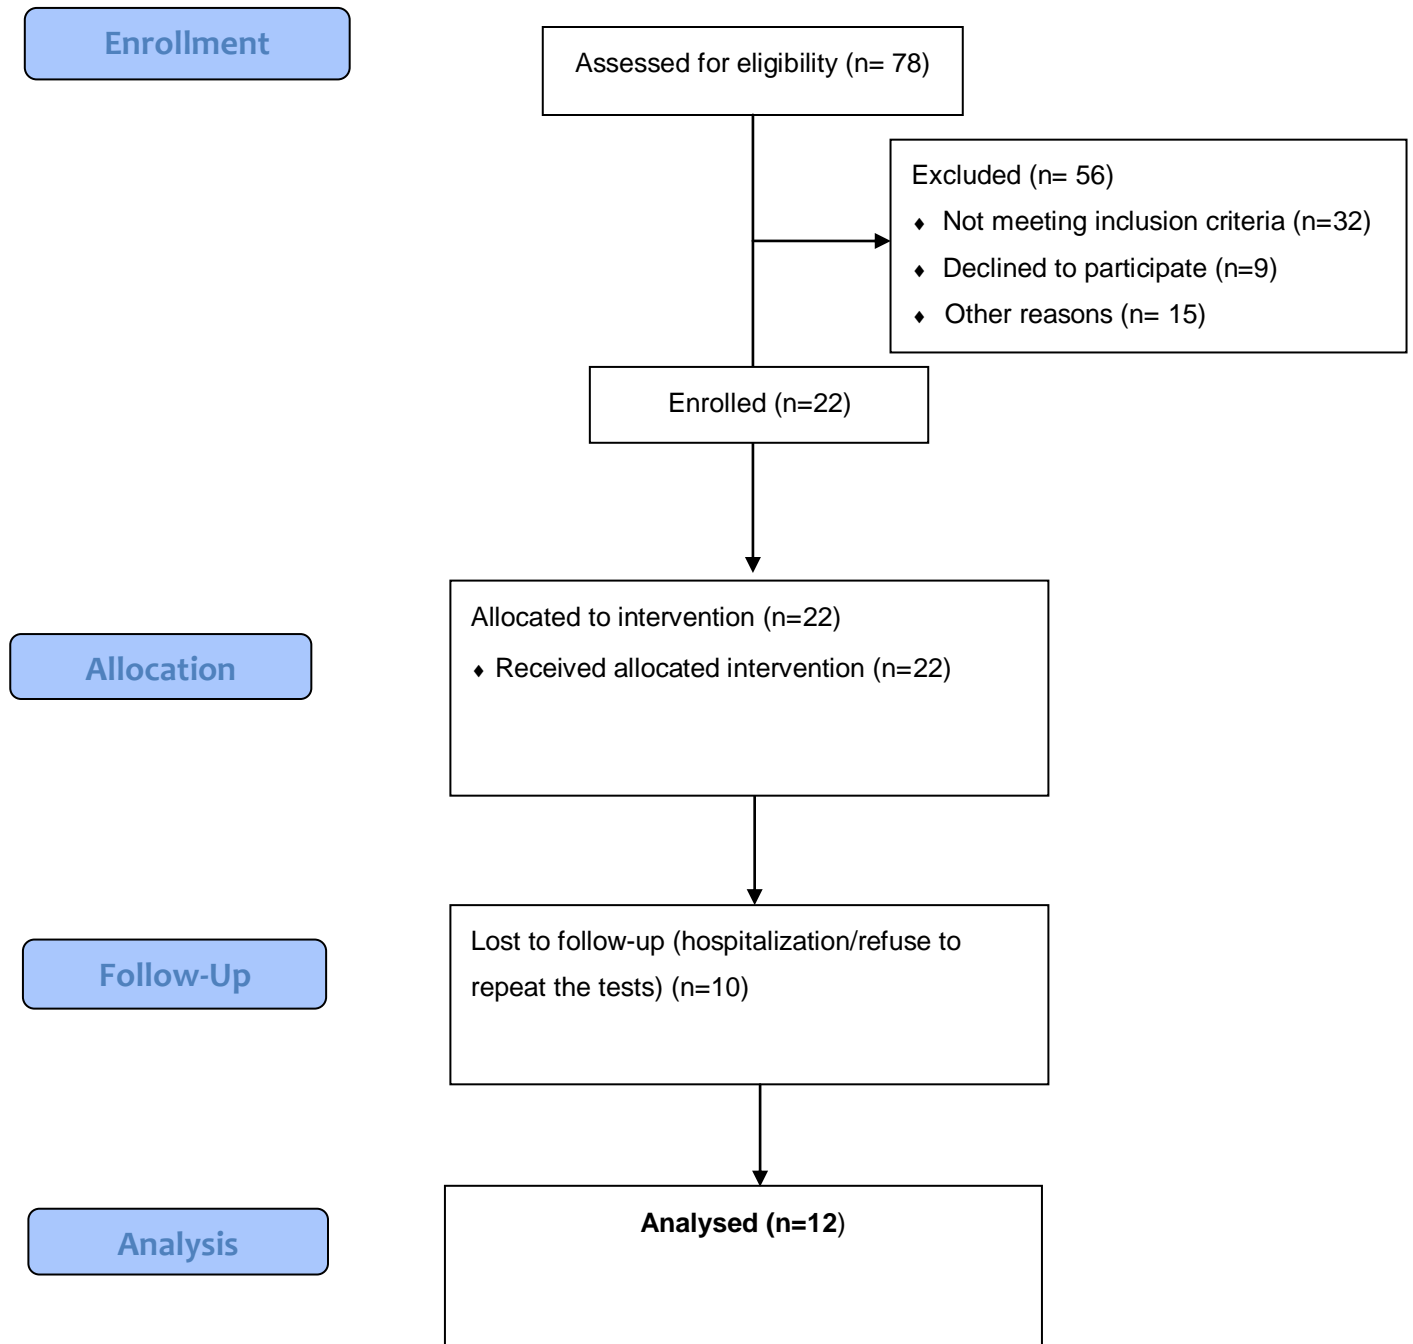 Enrollment
Assessed for eligibility (n= 78)
Excluded (n= 56)
♦ Not meeting inclusion criteria (n=32)
♦ Declined to participate (n=9)
♦ Other reasons (n= 15)
Enrolled (n=22)
Allocated to intervention (n=22)
♦ Received allocated intervention (n=22)
Allocation
Lost to follow-up (hospitalization/refuse to
repeat the tests) (n=10)
Follow-Up
Analysed (n=12)
Analysis